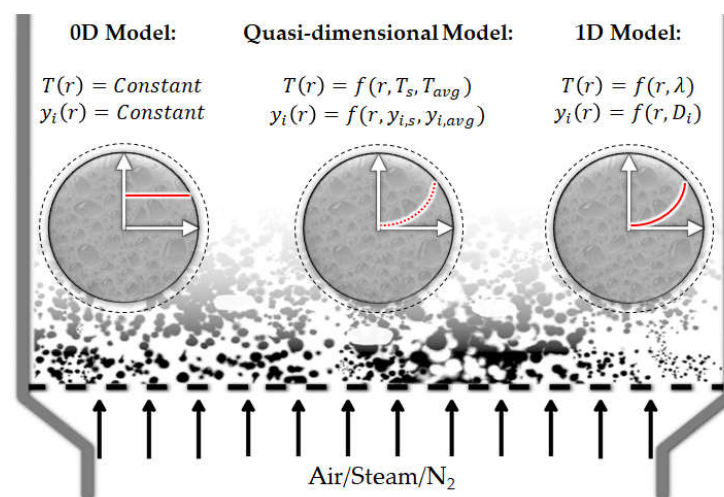 0D Model: Quasi-dimensional Model: 1D Model:
T(r) = Constant T(r) = f(r, T_s, T_avg) T(r) = f(r, λ)
y_i(r) = Constant y_i(r) = f(r, y_i,s, y_i,avg) y_i(r) = f(r, D_i)
Air/Steam/N₂